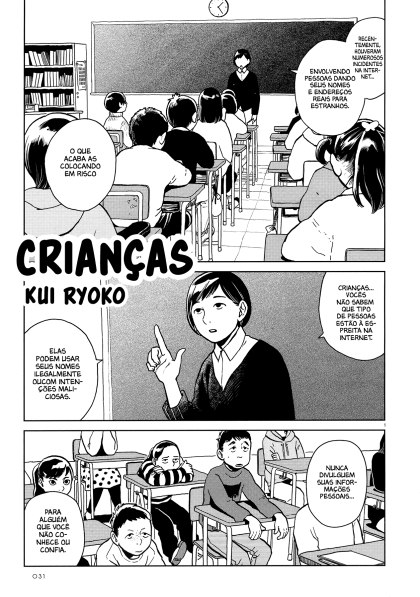 RECEN-
TEMENTE,
HOUVERAM
NUMEROSOS
INCIDENTES
NA INTER-
NET...
ENVOLVENDO
PESSOAS DANDO
SEUS NOMES
E ENDEREÇOS
REAIS PARA
ESTRANHOS.
O QUE
ACABA AS
COLOCANDO
EM RISCO
CRIANÇAS
KUI RYOKO
CRIANÇAS...
VOCÊS
NÃO SABEM
QUE TIPO
DE PESSOAS
ESTÃO À ES-
PREITA NA
INTERNET.
ELAS
PODEM USAR
SEUS NOMES
ILEGALMENTE
OUCOM INTEN-
ÇÕES MALI-
CIOSAS.
NUNCA
DIVULGUEM
SUAS INFOR-
MAÇÕES
PESSOAIS...
PARA
ALGUÉM
QUE VOCÊ
NÃO CO-
NHECE OU
CONFIA.
031